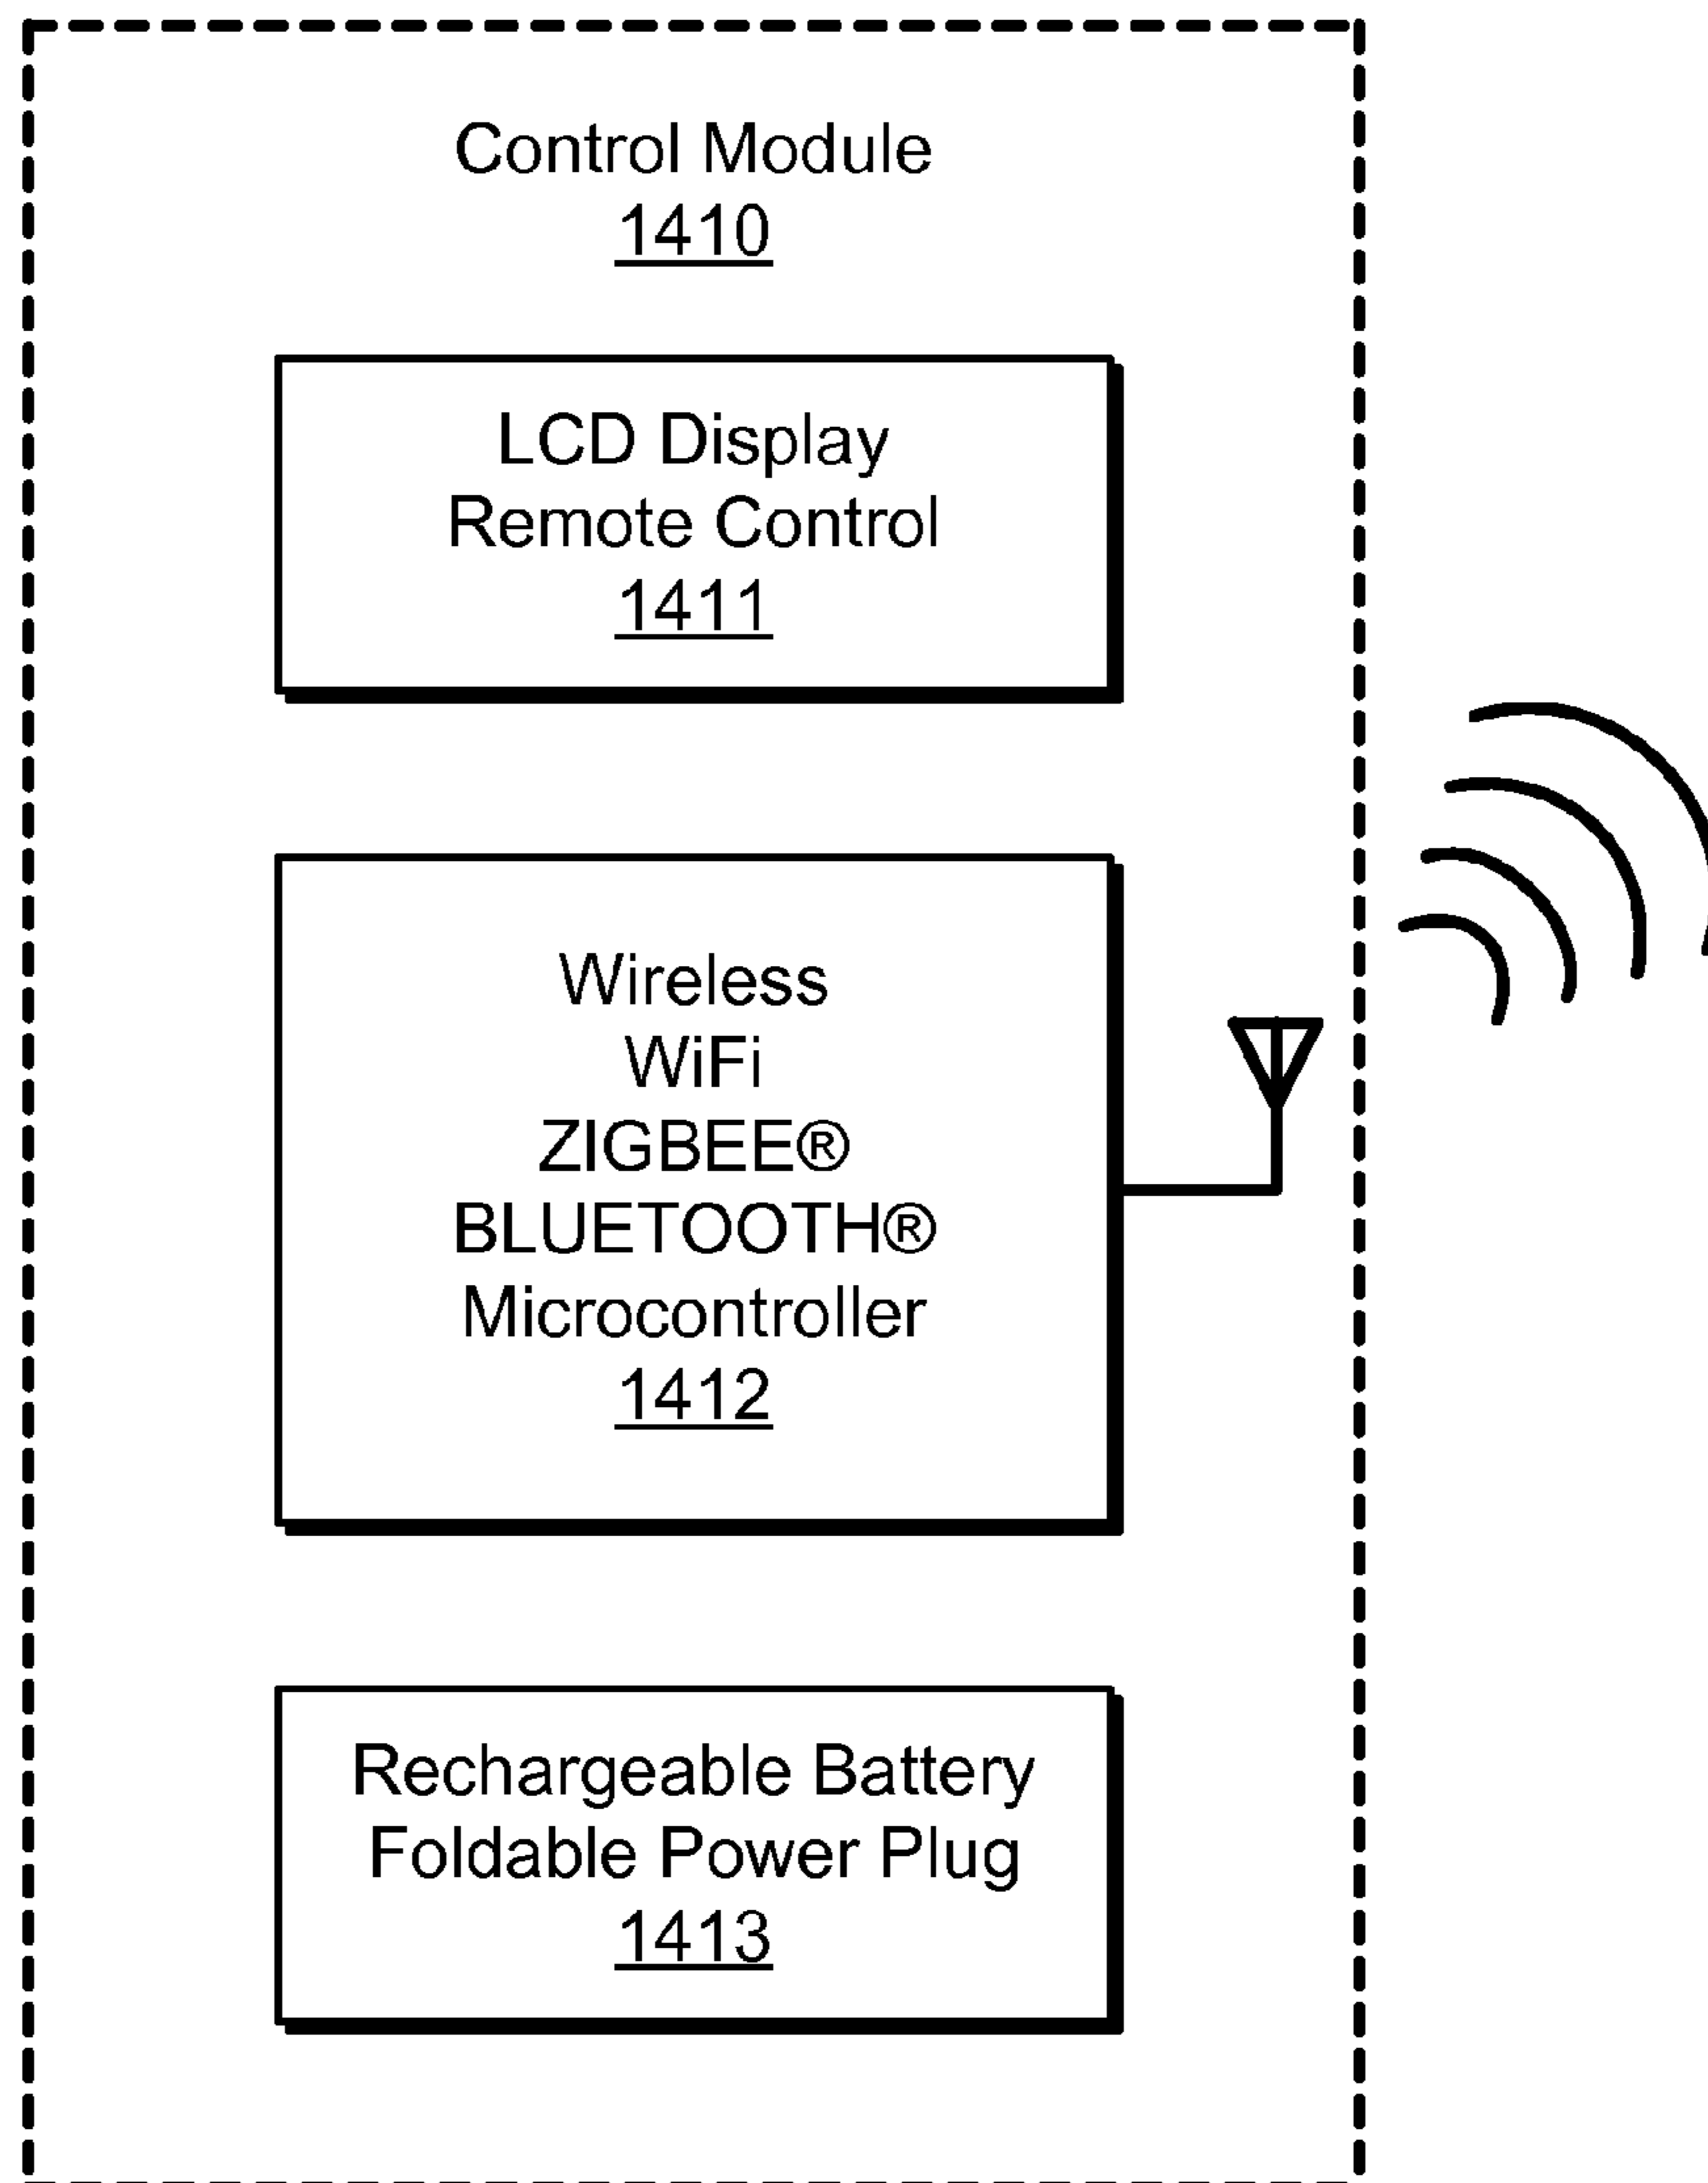 Control Module
1410
LCD Display
Remote Control
1411
Wireless
WiFi
ZIGBEE®
BLUETOOTH®
Microcontroller
1412
Rechargeable Battery
Foldable Power Plug
1413